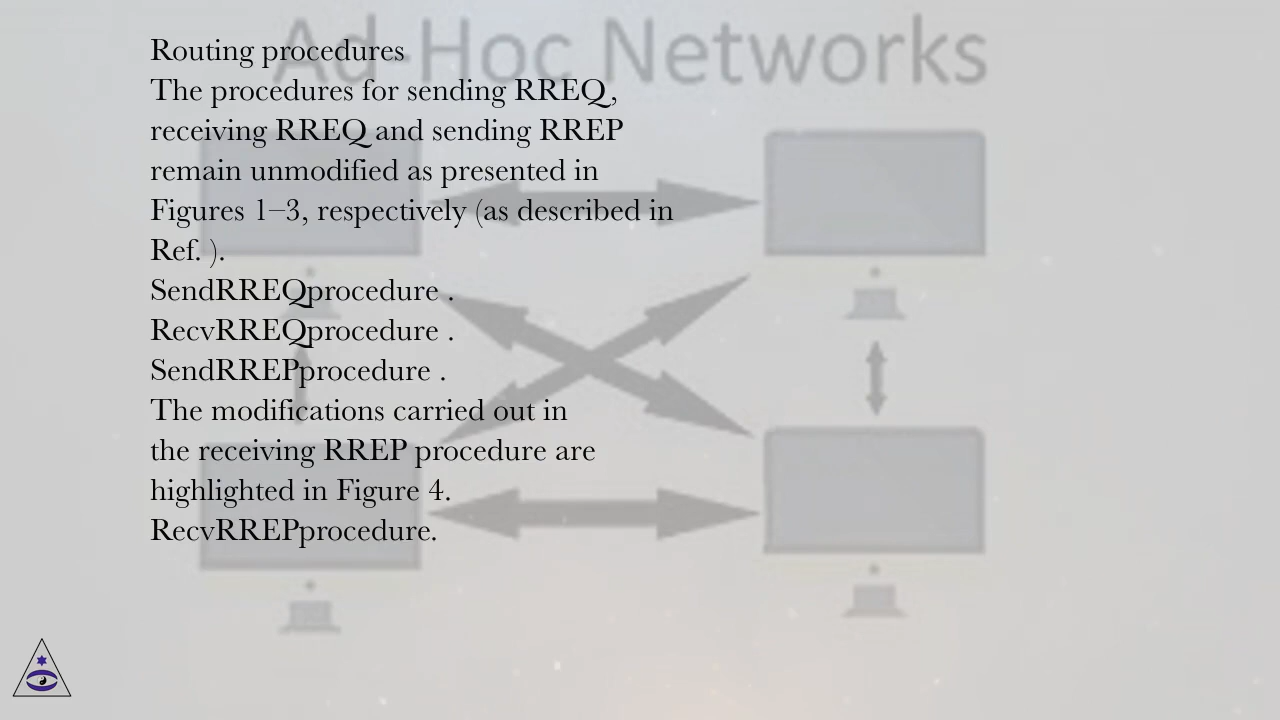 Ad-Hoc Networks
Routing procedures
The procedures for sending RREQ,
receiving RREQ and sending RREP
remain unmodified as presented in
Figures 1–3, respectively (as described in
Ref. ).
SendRREQprocedure .
RecvRREQprocedure .
SendRREPprocedure .
The modifications carried out in
the receiving RREP procedure are
highlighted in Figure 4.
RecvRREPprocedure.